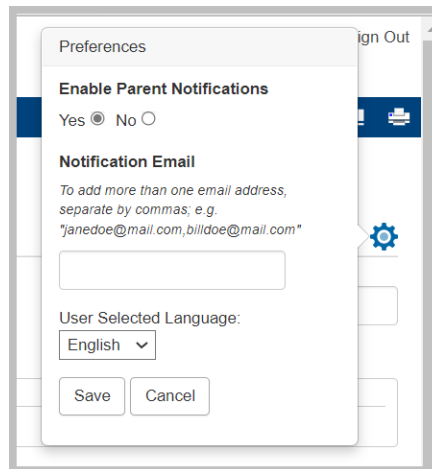 ign Out
Preferences
Enable Parent Notifications
Yes No
Notification Email
To add more than one email address,
separate by commas; e.g.
"janedoe@mail.com,billdoe@mail.com"
User Selected Language:
English
Save Cancel